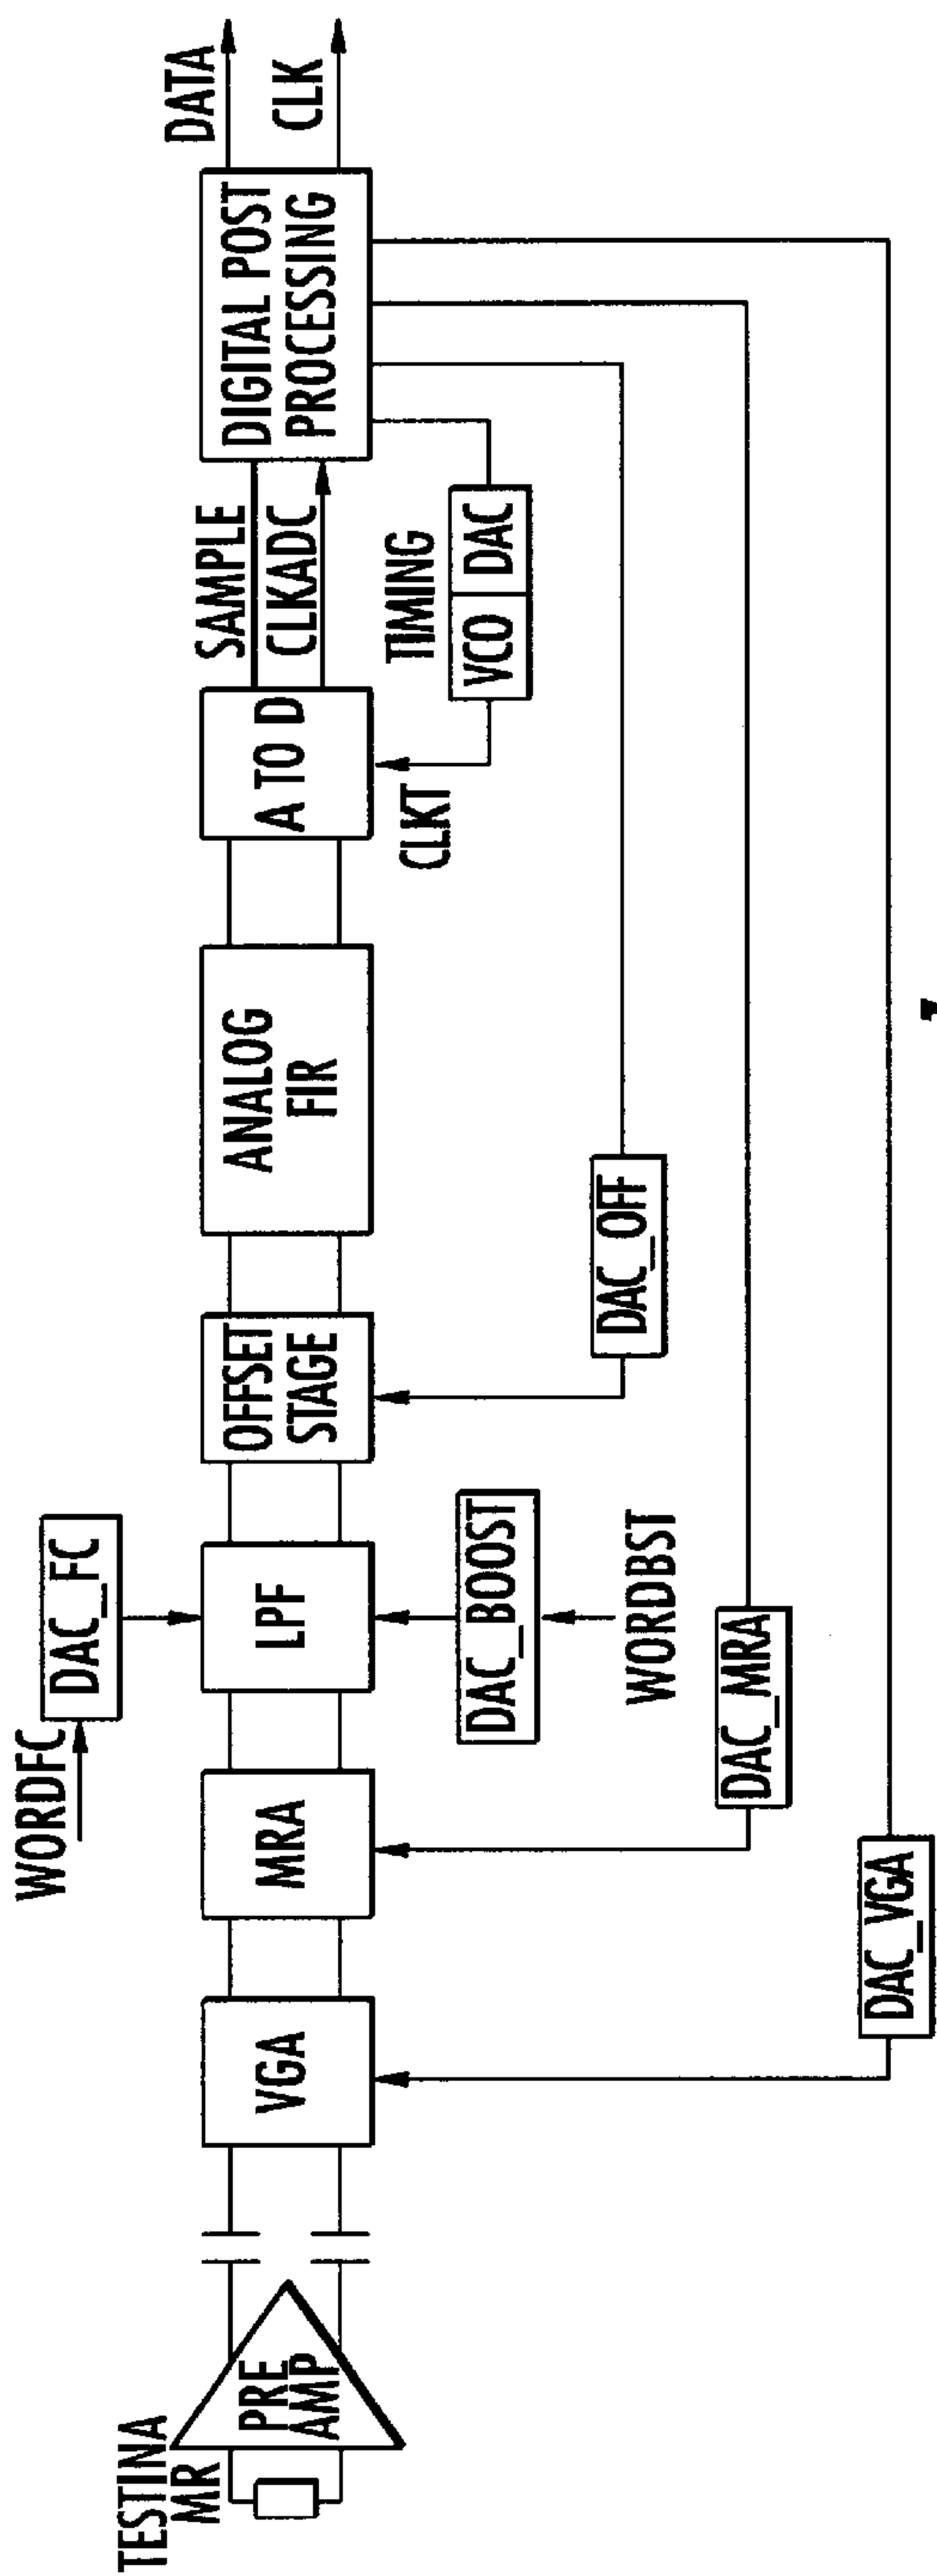 TESTINA
MR
PRE
AMP
VGA
MRA
LPF
OFFSET
STAGE
ANALOG
FIR
A TO D
SAMPLE
CLKADC
DIGITAL POST
PROCESSING
DATA
CLK
WORDFC
DAC_FC
DAC_BOOST
WORDBST
CLKT
TIMING
VCO
DAC
DAC_OFF
DAC_MRA
DAC_VGA